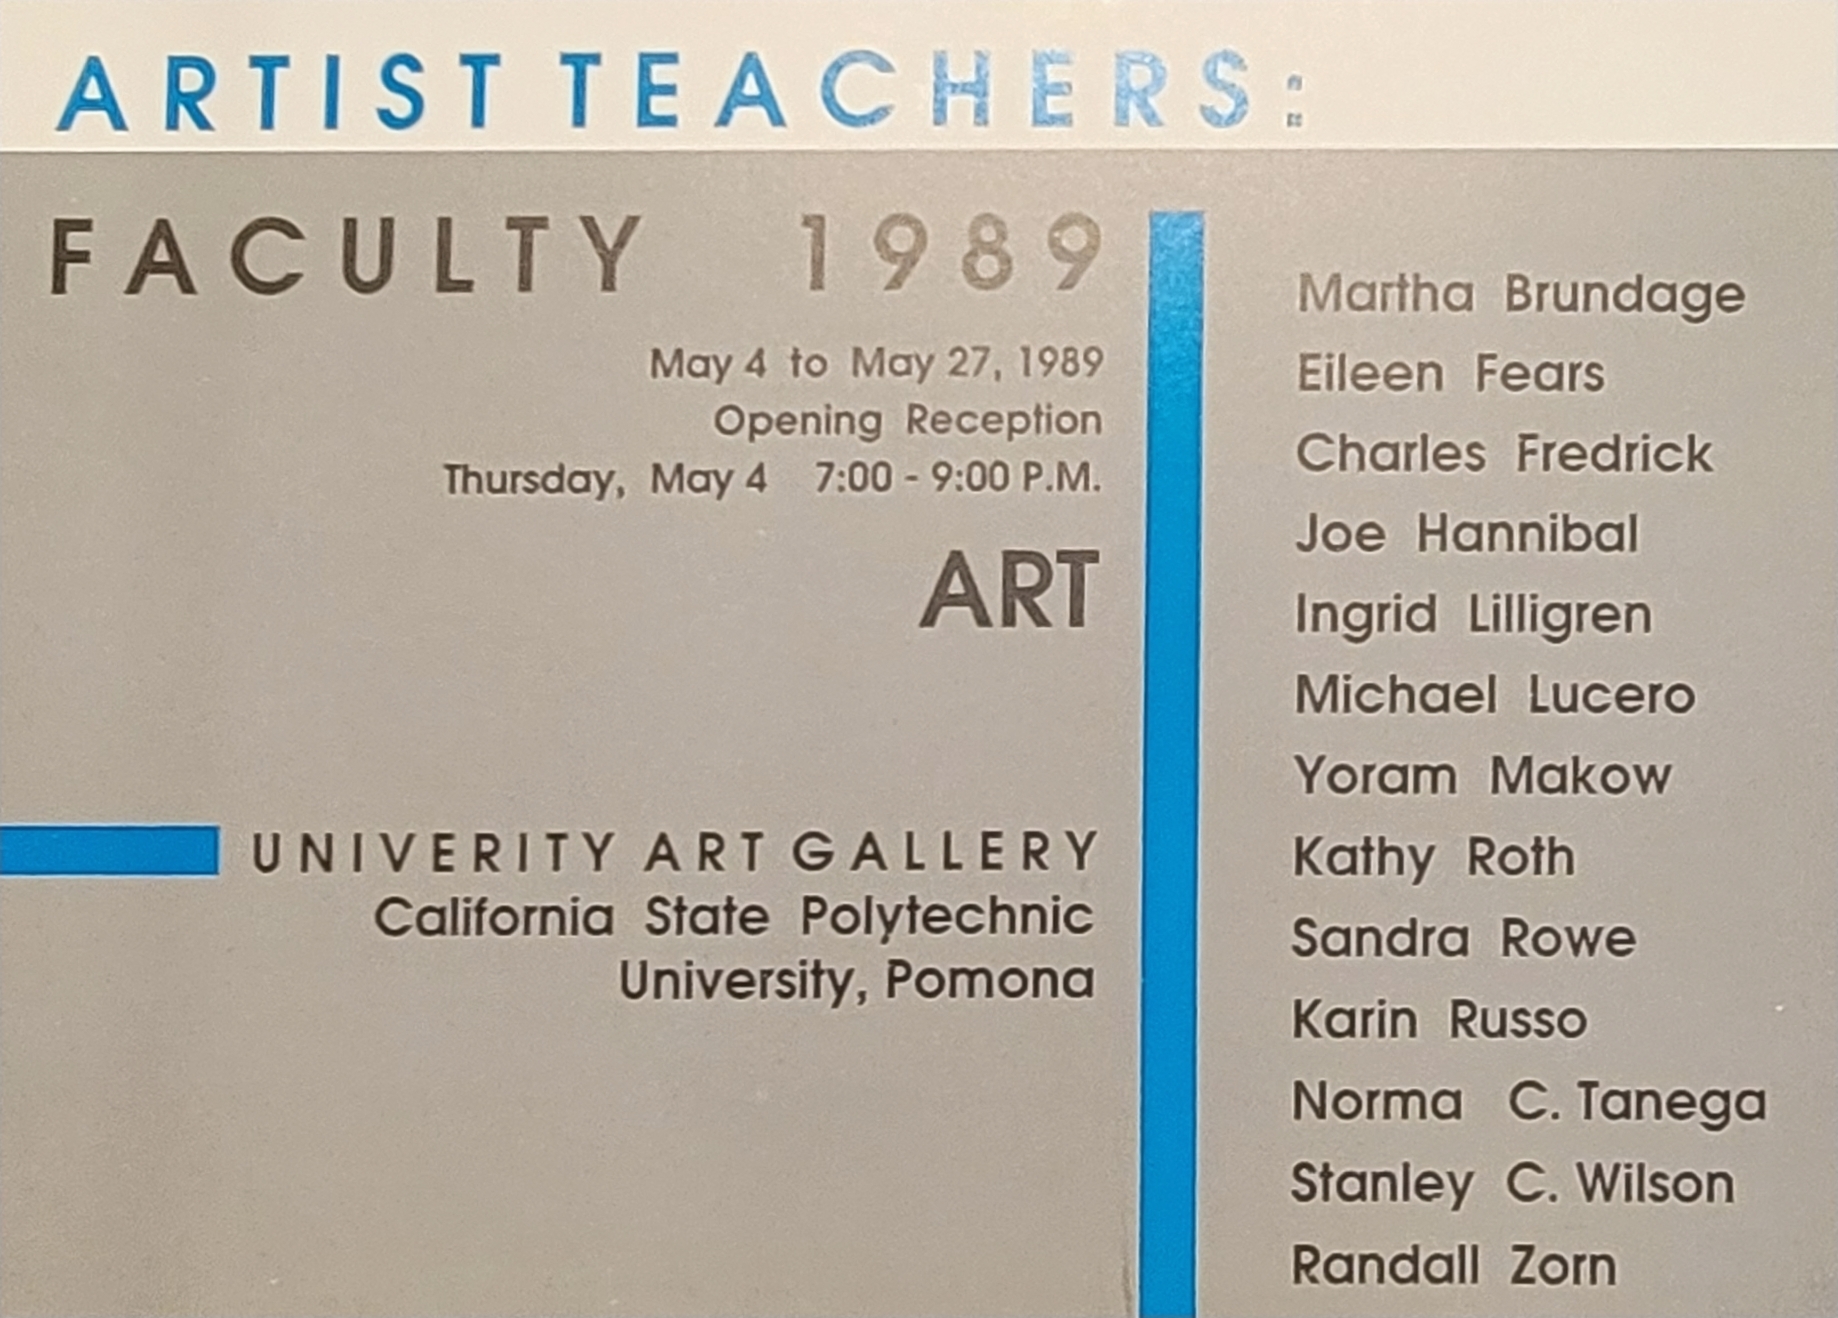 ARTIST TEACHERS:
FACULTY 1989
May 4 to May 27, 1989
Opening Reception
Thursday, May 4 7:00 - 9:00 P.M.
ART
UNIVERITY ART GALLERY
California State Polytechnic
University, Pomona
Martha Brundage
Eileen Fears
Charles Fredrick
Joe Hannibal
Ingrid Lilligren
Michael Lucero
Yoram Makow
Kathy Roth
Sandra Rowe
Karin Russo
Norma C. Tanega
Stanley C. Wilson
Randall Zorn